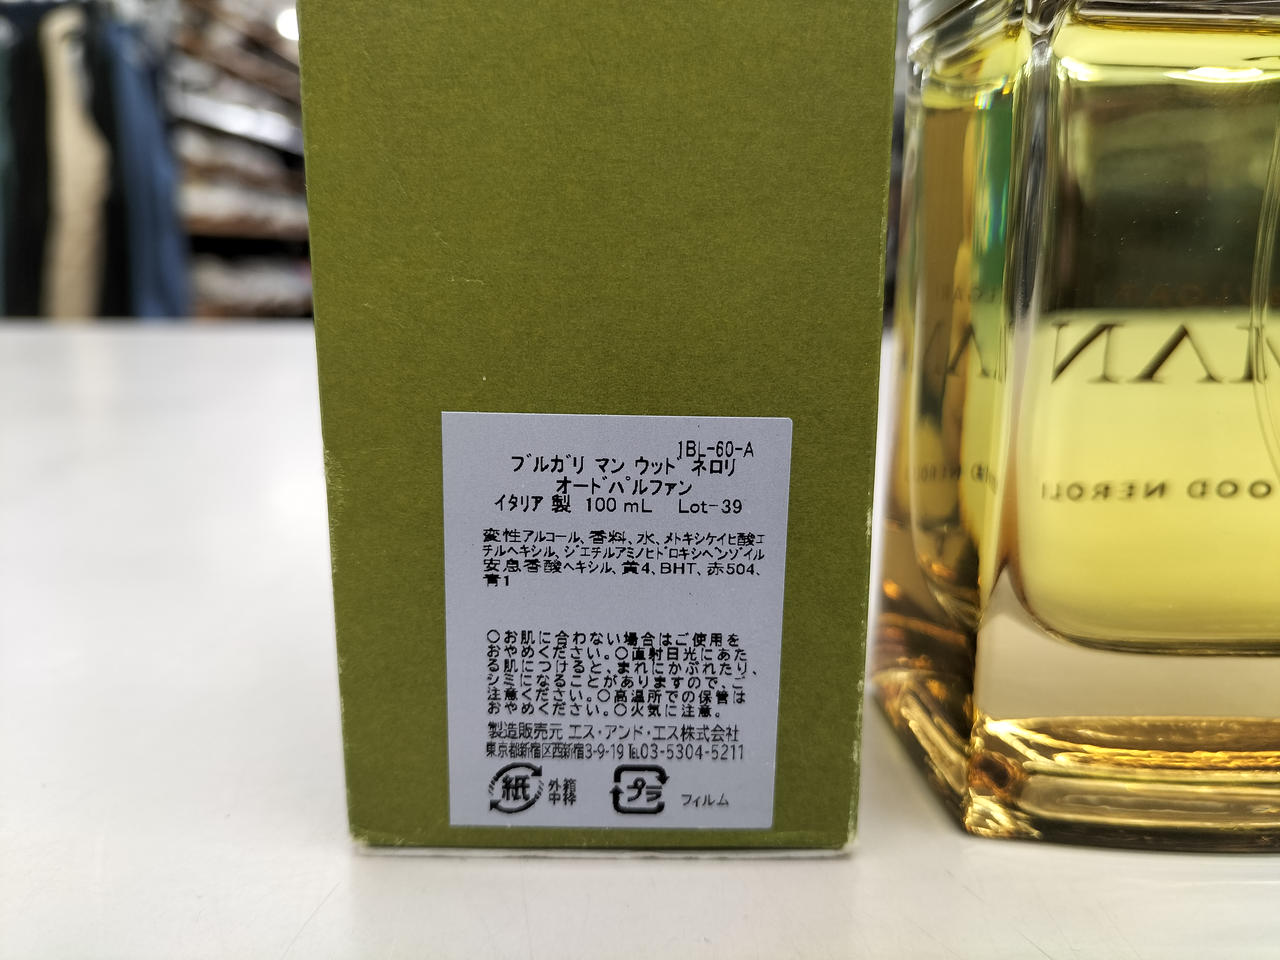 1BL-60-A
ブルガリ マン ウッド ネロリ
オードパルファン
イタリア 製 100 mL Lot-39
変性アルコール、香料、水、メトキシケイヒ酸エ
チルヘキシル、ジエチルアミノヒドロキシベンゾイル
安息香酸ヘキシル、黄4、BHT、赤504、
青1
○お肌に合わない場合はご使用を
おやめください。○直射日光にあた
る肌につけると、まれにかぶれたり、
シミになることがありますので、ご
注意ください。○高温所での保管は
おやめください。○火気に注意。
製造販売元 エス・アンド・エス株式会社
東京都新宿区西新宿3-9-19 ℡03-5304-5211
紙 外箱 中枠 プラ フィルム
MAN
OOD NEROLI